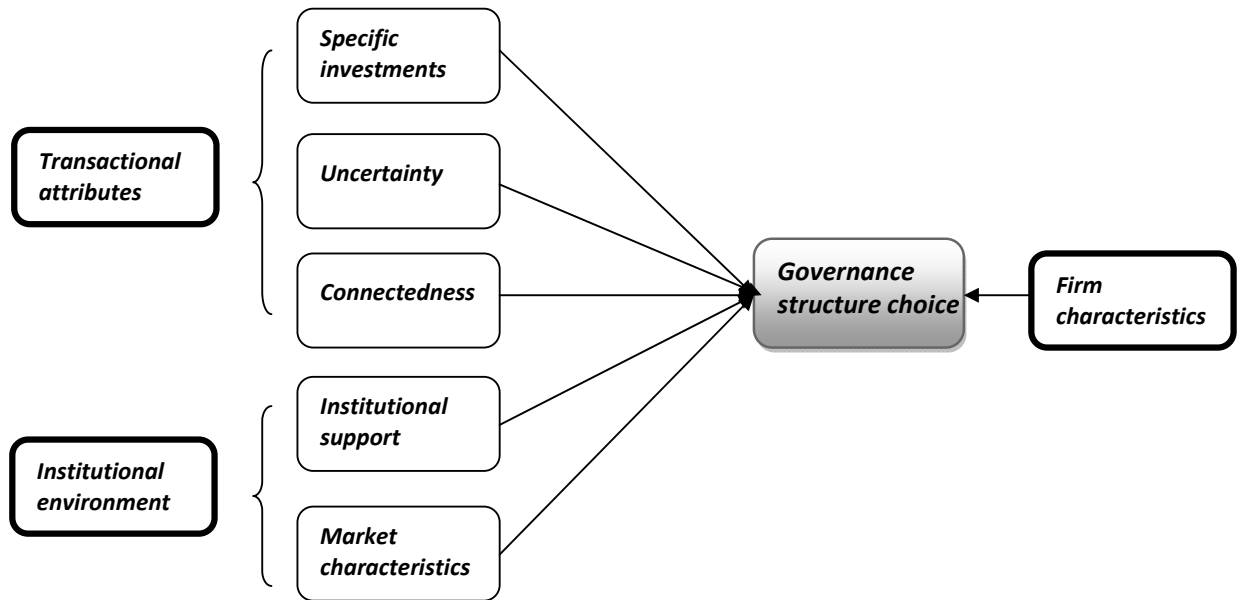 Specific
investments
Transactional
attributes
Uncertainty
Connectedness
Governance
structure choice
Firm
characteristics
Institutional
environment
Institutional
support
Market
characteristics